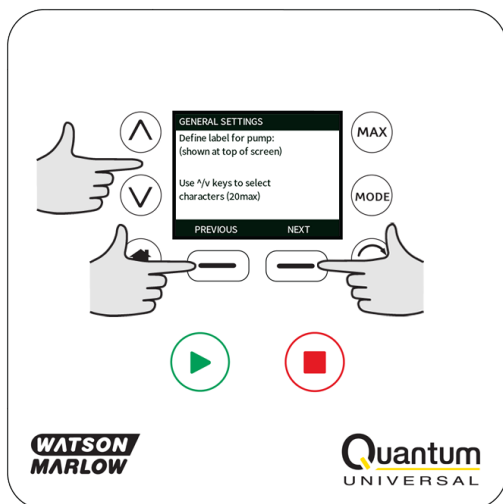 GENERAL SETTINGS
Define label for pump:
(shown at top of screen)
Use ^/v keys to select
characters (20max)
PREVIOUS NEXT
MAX
MODE
WATSON
MARLOW
Quantum
UNIVERSAL